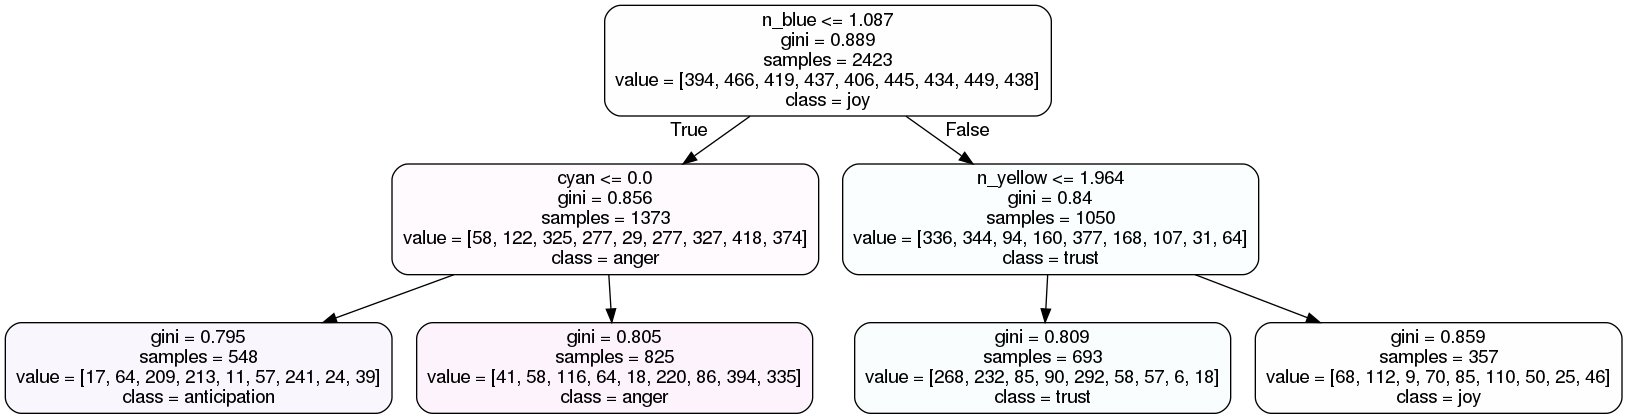 n_blue <= 1.087
gini = 0.889
samples = 2423
value = [394, 466, 419, 437, 406, 445, 434, 449, 438]
class = joy
True
False
cyan <= 0.0
gini = 0.856
samples = 1373
value = [58, 122, 325, 277, 29, 277, 327, 418, 374]
class = anger
n_yellow <= 1.964
gini = 0.84
samples = 1050
value = [336, 344, 94, 160, 377, 168, 107, 31, 64]
class = trust
gini = 0.795
samples = 548
value = [17, 64, 209, 213, 11, 57, 241, 24, 39]
class = anticipation
gini = 0.805
samples = 825
value = [41, 58, 116, 64, 18, 220, 86, 394, 335]
class = anger
gini = 0.809
samples = 693
value = [268, 232, 85, 90, 292, 58, 57, 6, 18]
class = trust
gini = 0.859
samples = 357
value = [68, 112, 9, 70, 85, 110, 50, 25, 46]
class = joy